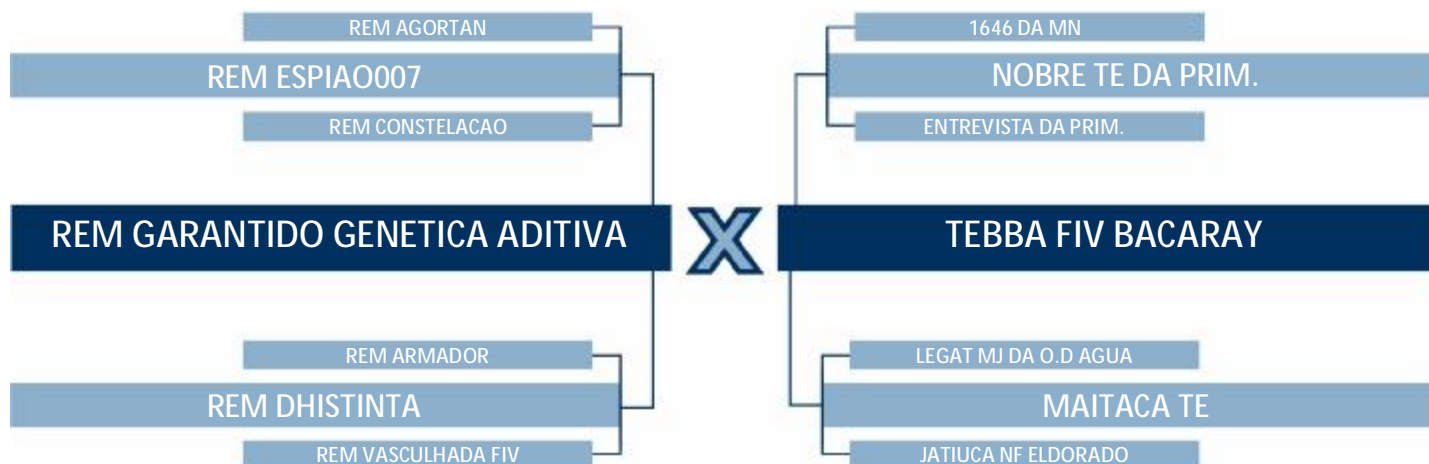 REM AGORTAN
REM ESPIAO007
REM CONSTELACAO
REM GARANTIDO GENETICA ADITIVA
REM ARMADOR
REM DHISTINTA
REM VASCULHADA FIV
X
1646 DA MN
NOBRE TE DA PRIM.
ENTREVISTA DA PRIM.
TEBBA FIV BACARAY
LEGAT MJ DA O.D AGUA
MAITACA TE
JATIUCA NF ELDORADO